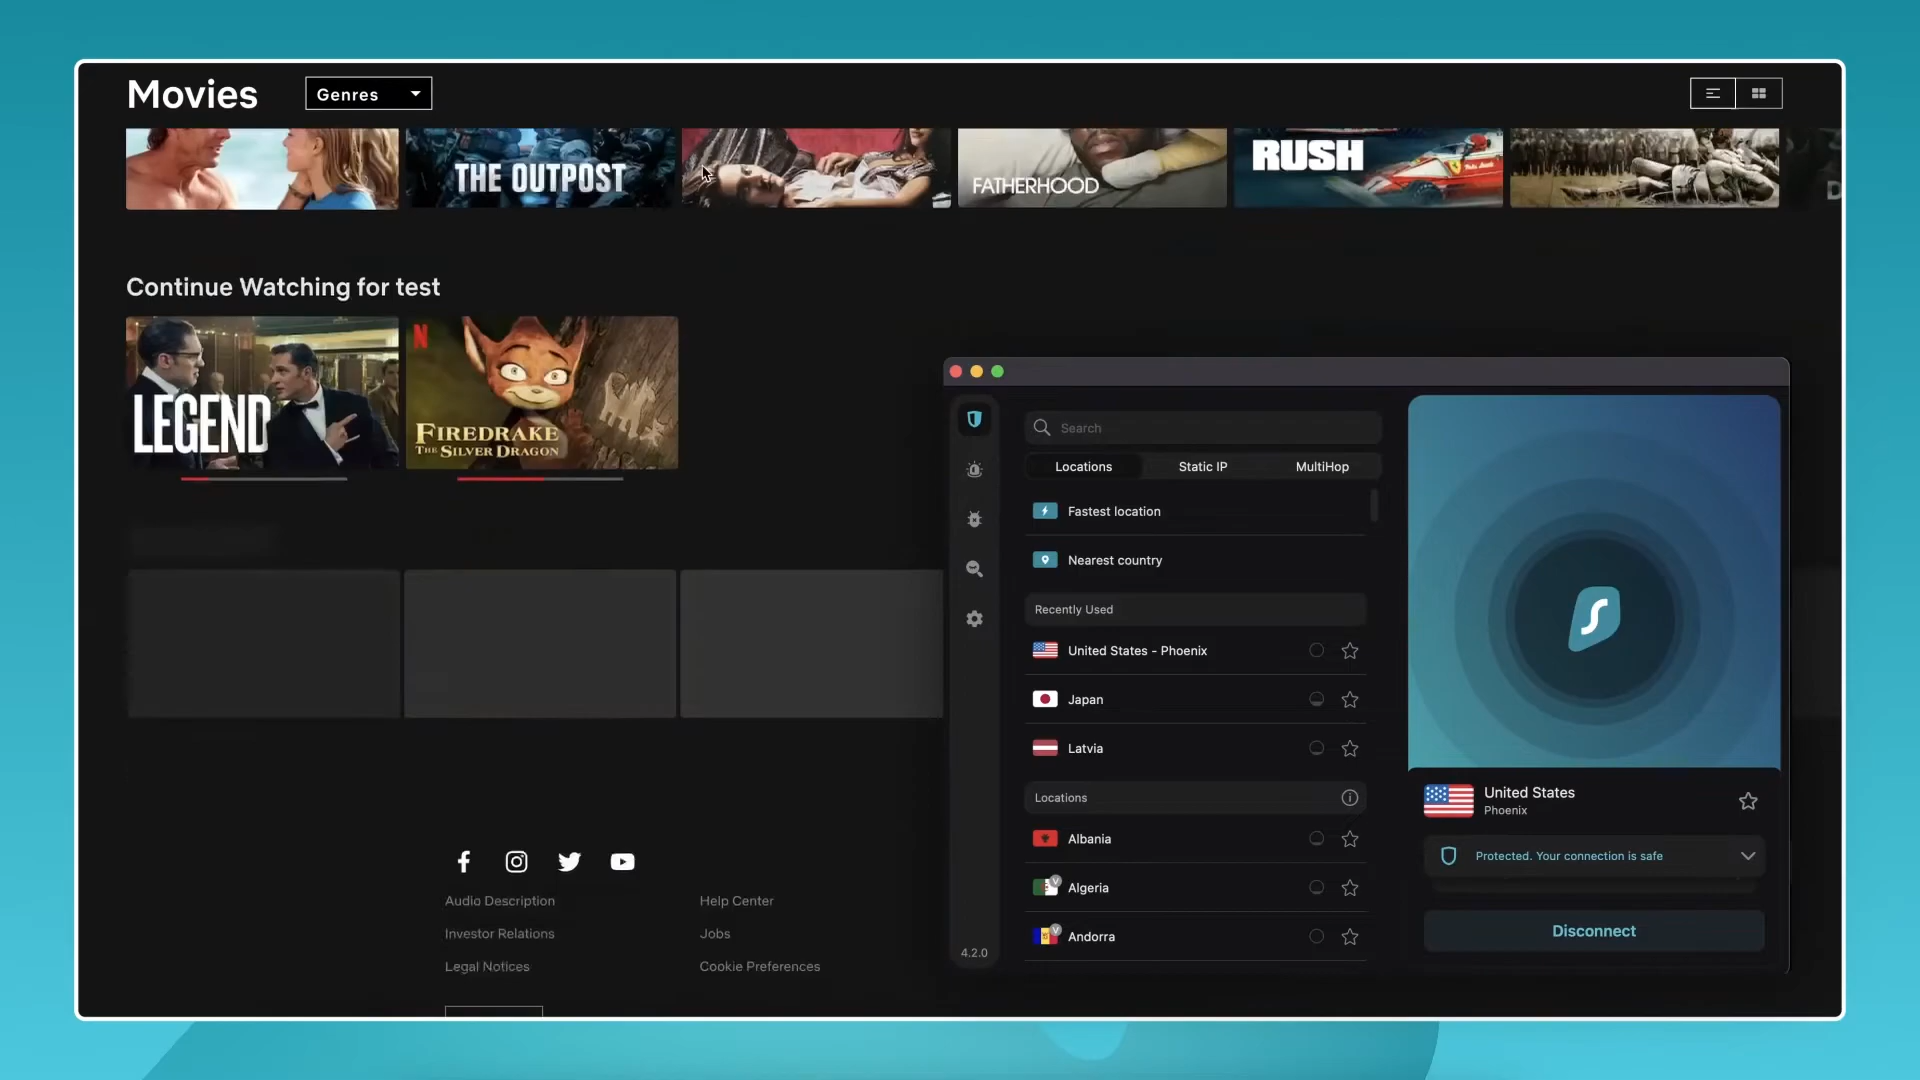 Movies
Genres
THE OUTPOST
FATHERHOOD
RUSH
D
Continue Watching for test
LEGEND
N
FIREDRAKE
THE SILVER DRAGON
Search
Locations
Static IP
MultiHop
Fastest location
Nearest country
Recently Used
United States - Phoenix
Japan
Latvia
Locations
Albania
V
Algeria
V
Andorra
4.2.0
United States
Phoenix
Protected. Your connection is safe
Disconnect
Audio Description
Help Center
Investor Relations
Jobs
Legal Notices
Cookie Preferences